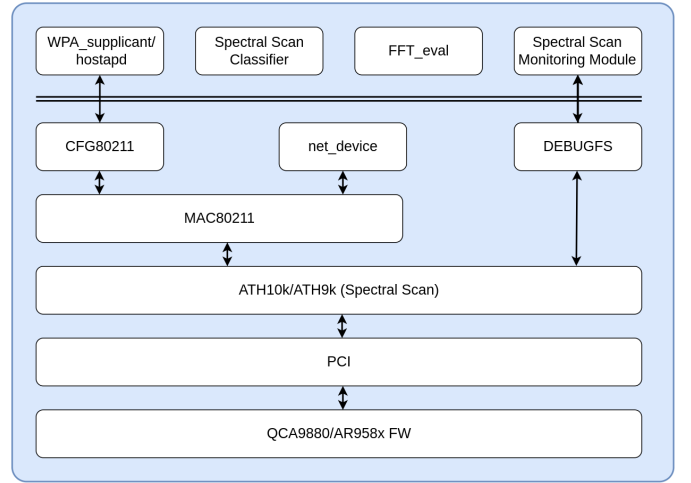 WPA_supplicant/
hostapd
Spectral Scan
Classifier
FFT_eval
Spectral Scan
Monitoring Module
CFG80211
net_device
DEBUGFS
MAC80211
ATH10k/ATH9k (Spectral Scan)
PCI
QCA9880/AR958x FW